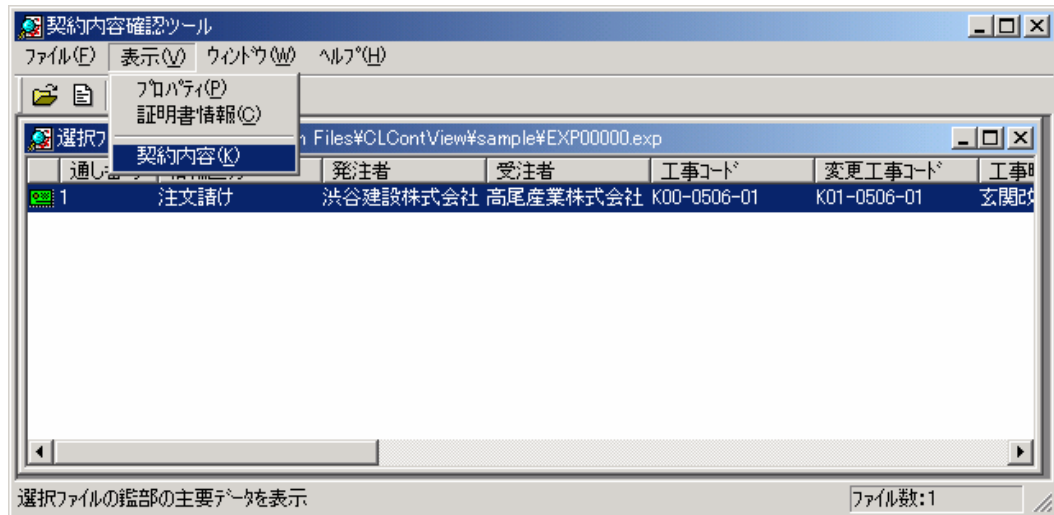 契約内容確認ツール
ファイル(F) 表示(V) ウィンドウ(W) ヘルプ(H)
プロパティ(P)
証明書情報(C)
契約内容(K)
選択フ Files¥CLContView¥sample¥EXP00000.exp
通し 発注者 受注者 工事コード 変更工事コード 工事
1 注文請け 渋谷建設株式会社 高尾産業株式会社 K00-0506-01 K01-0506-01 玄関
選択ファイルの鑑部の主要データを表示 ファイル数:1